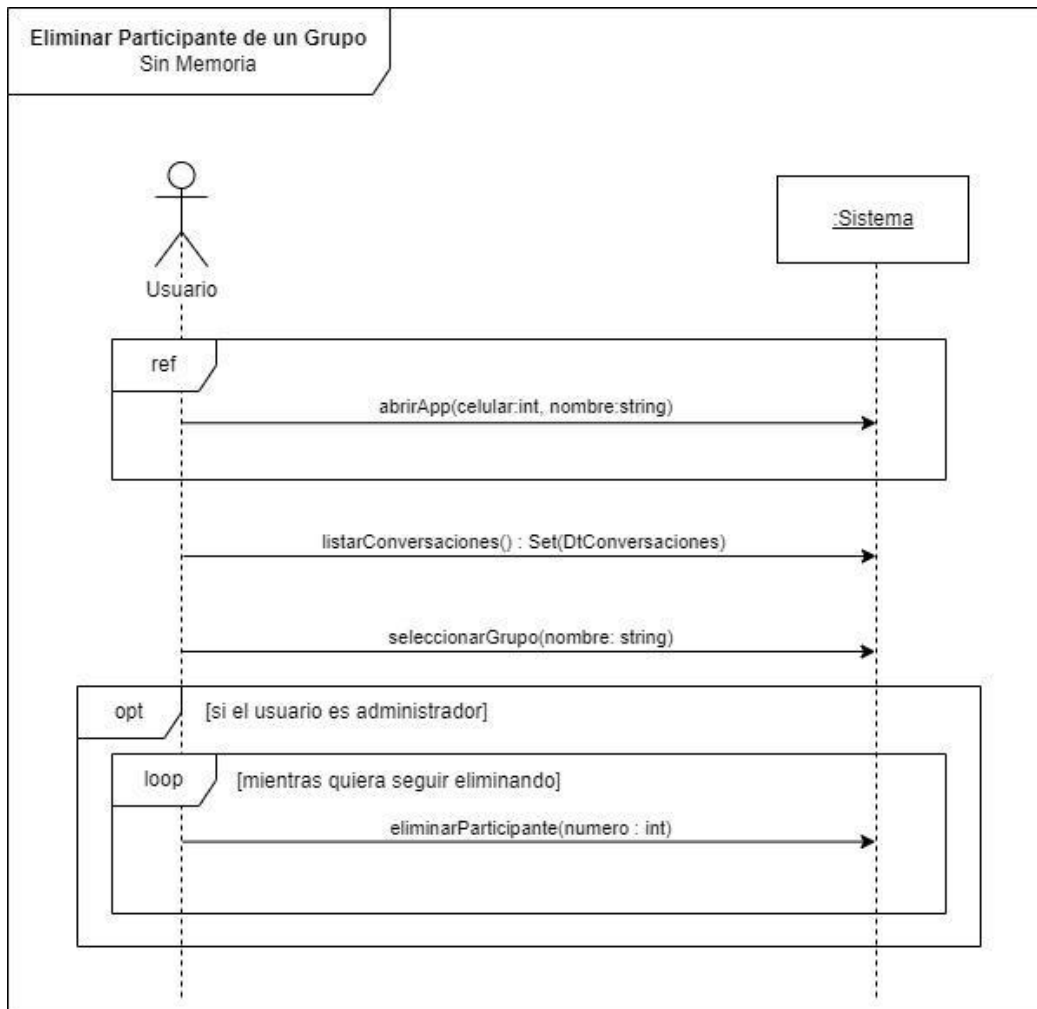 Eliminar Participante de un Grupo
Sin Memoria
:Sistema
Usuario
ref
abrirApp(celular:int, nombre:string)
listarConversaciones() : Set(DtConversaciones)
seleccionarGrupo(nombre: string)
opt
[si el usuario es administrador]
loop
[mientras quiera seguir eliminando]
eliminarParticipante(numero : int)